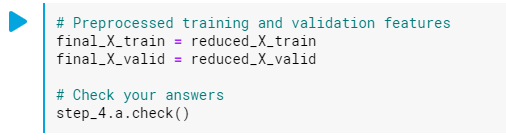 # Preprocessed training and validation features
final_X_train = reduced_X_train
final_X_valid = reduced_X_valid
# Check your answers
step_4.a.check()